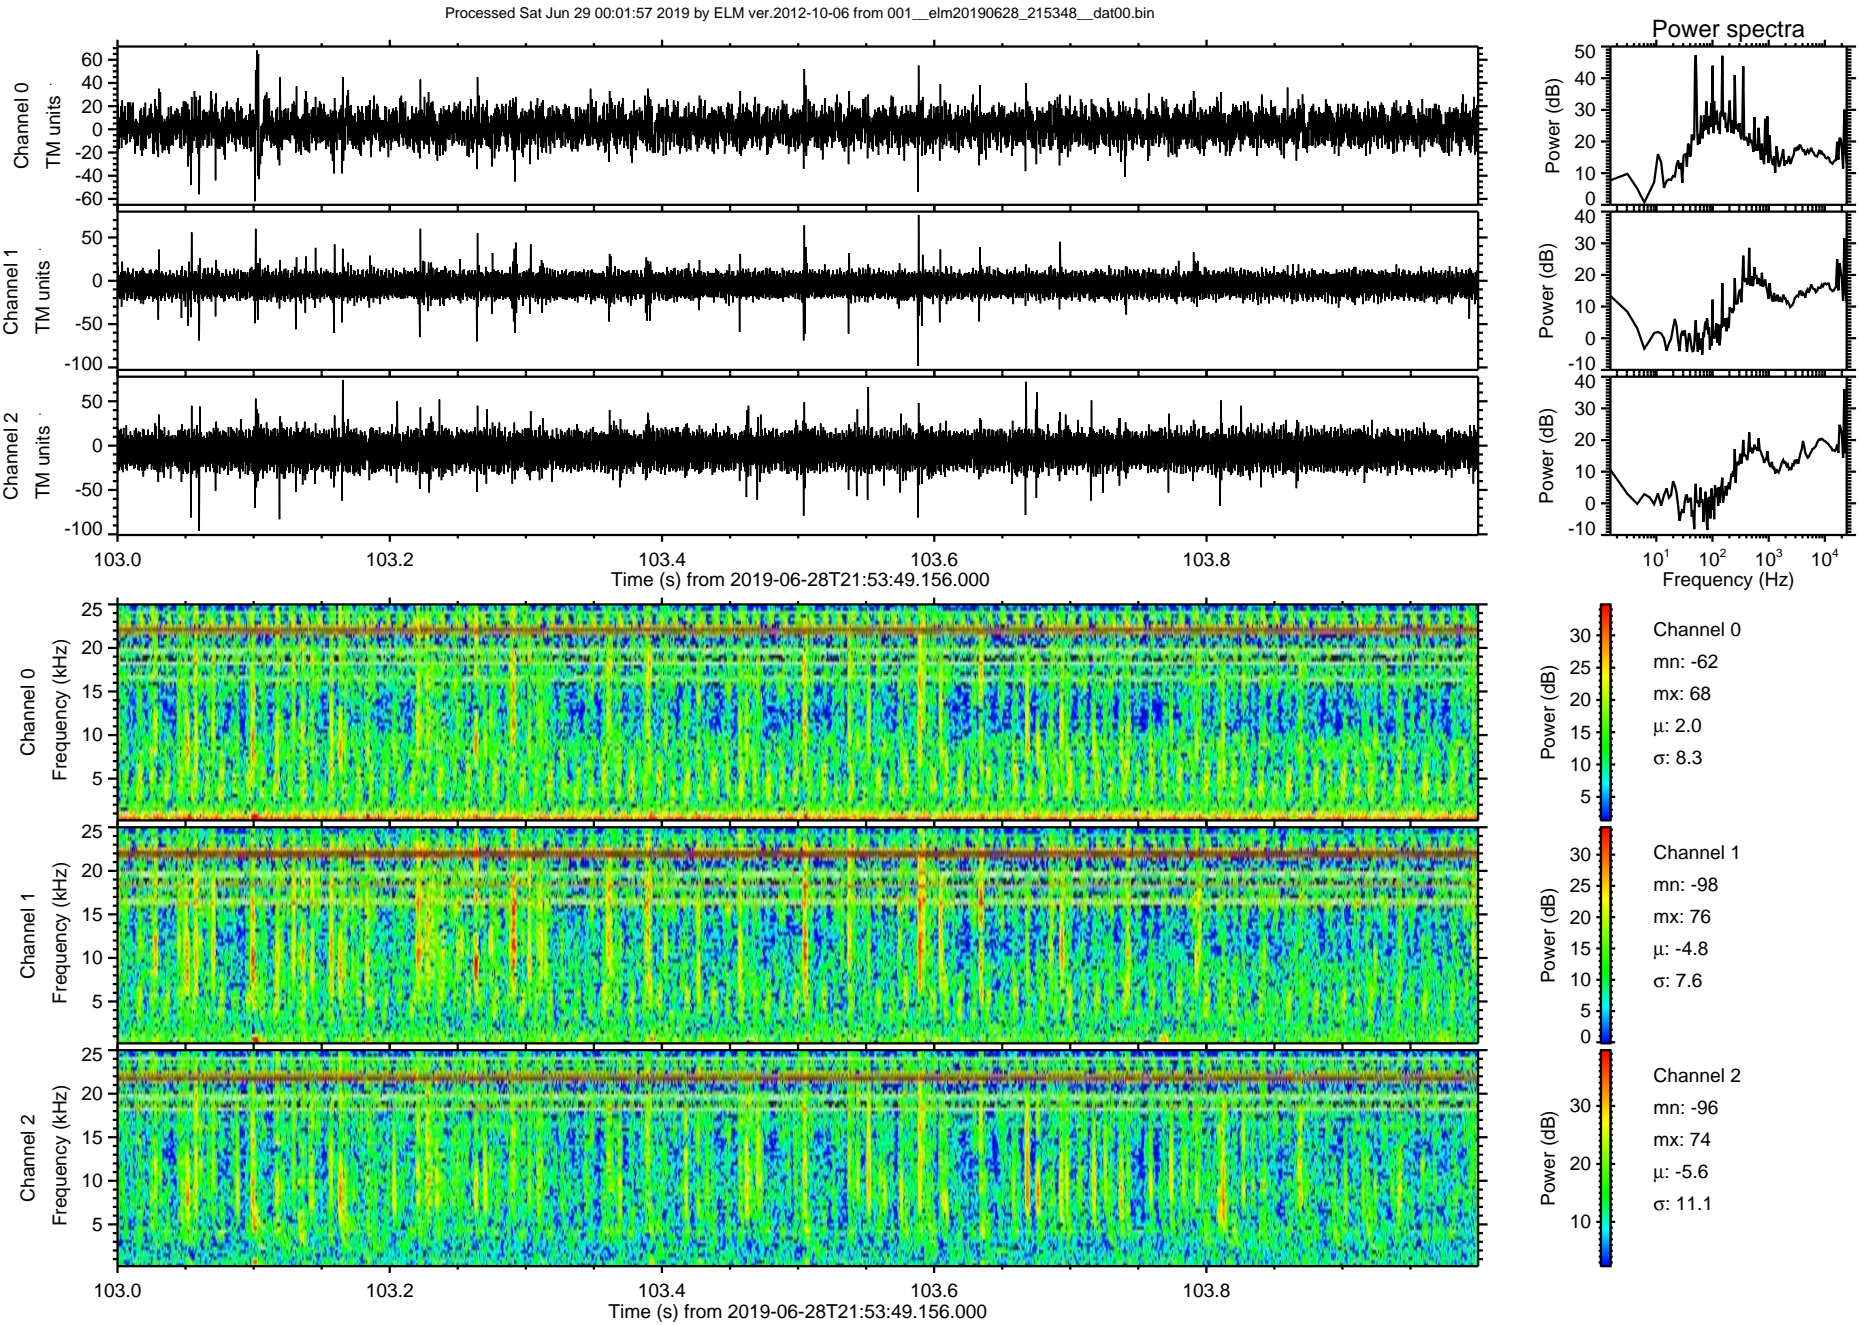 Processed Sat Jun 29 00:01:57 2019 by ELM ver.2012-10-06 from 001__elm20190628_215348__dat00.bin
Power spectra
Channel 0
TM units
60
40
20
0
-20
-40
-60
Power (dB)
50
40
30
20
10
0
Channel 1
TM units
50
0
-50
-100
Power (dB)
40
30
20
10
0
-10
Channel 2
TM units
50
0
-50
-100
Power (dB)
40
30
20
10
0
-10
103.0 103.2 103.4 103.6 103.8
Time (s) from 2019-06-28T21:53:49.156.000
10^1 10^2 10^3 10^4
Frequency (Hz)
Channel 0
Frequency (kHz)
25
20
15
10
5
Power (dB)
30
25
20
15
10
5
Channel 0
mn: -62
mx: 68
μ: 2.0
σ: 8.3
Channel 1
Frequency (kHz)
25
20
15
10
5
Power (dB)
30
25
20
15
10
5
0
Channel 1
mn: -98
mx: 76
μ: -4.8
σ: 7.6
Channel 2
Frequency (kHz)
25
20
15
10
5
Power (dB)
30
20
10
Channel 2
mn: -96
mx: 74
μ: -5.6
σ: 11.1
103.0 103.2 103.4 103.6 103.8
Time (s) from 2019-06-28T21:53:49.156.000